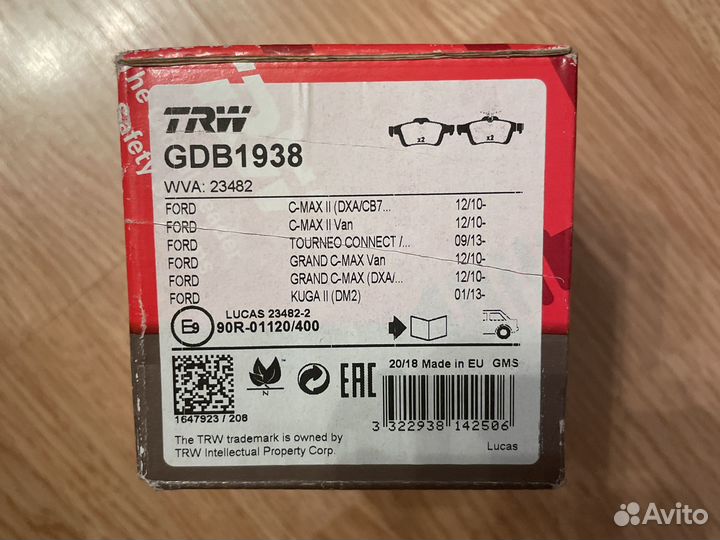 the
safety
TRW
x2 x2
GDB1938
WVA: 23482
FORD C-MAX II (DXA/CB7... 12/10-
FORD C-MAX II Van 12/10-
FORD TOURNEO CONNECT /... 09/13-
FORD GRAND C-MAX Van 12/10-
FORD GRAND C-MAX (DXA/... 12/10-
FORD KUGA II (DM2) 01/13-
LUCAS 23482-2
E9 90R-01120/400
20/18 Made in EU GMS
N
EAC
1647923 / 208
3 322938 142506
The TRW trademark is owned by
TRW Intellectual Property Corp.
Lucas
Avito